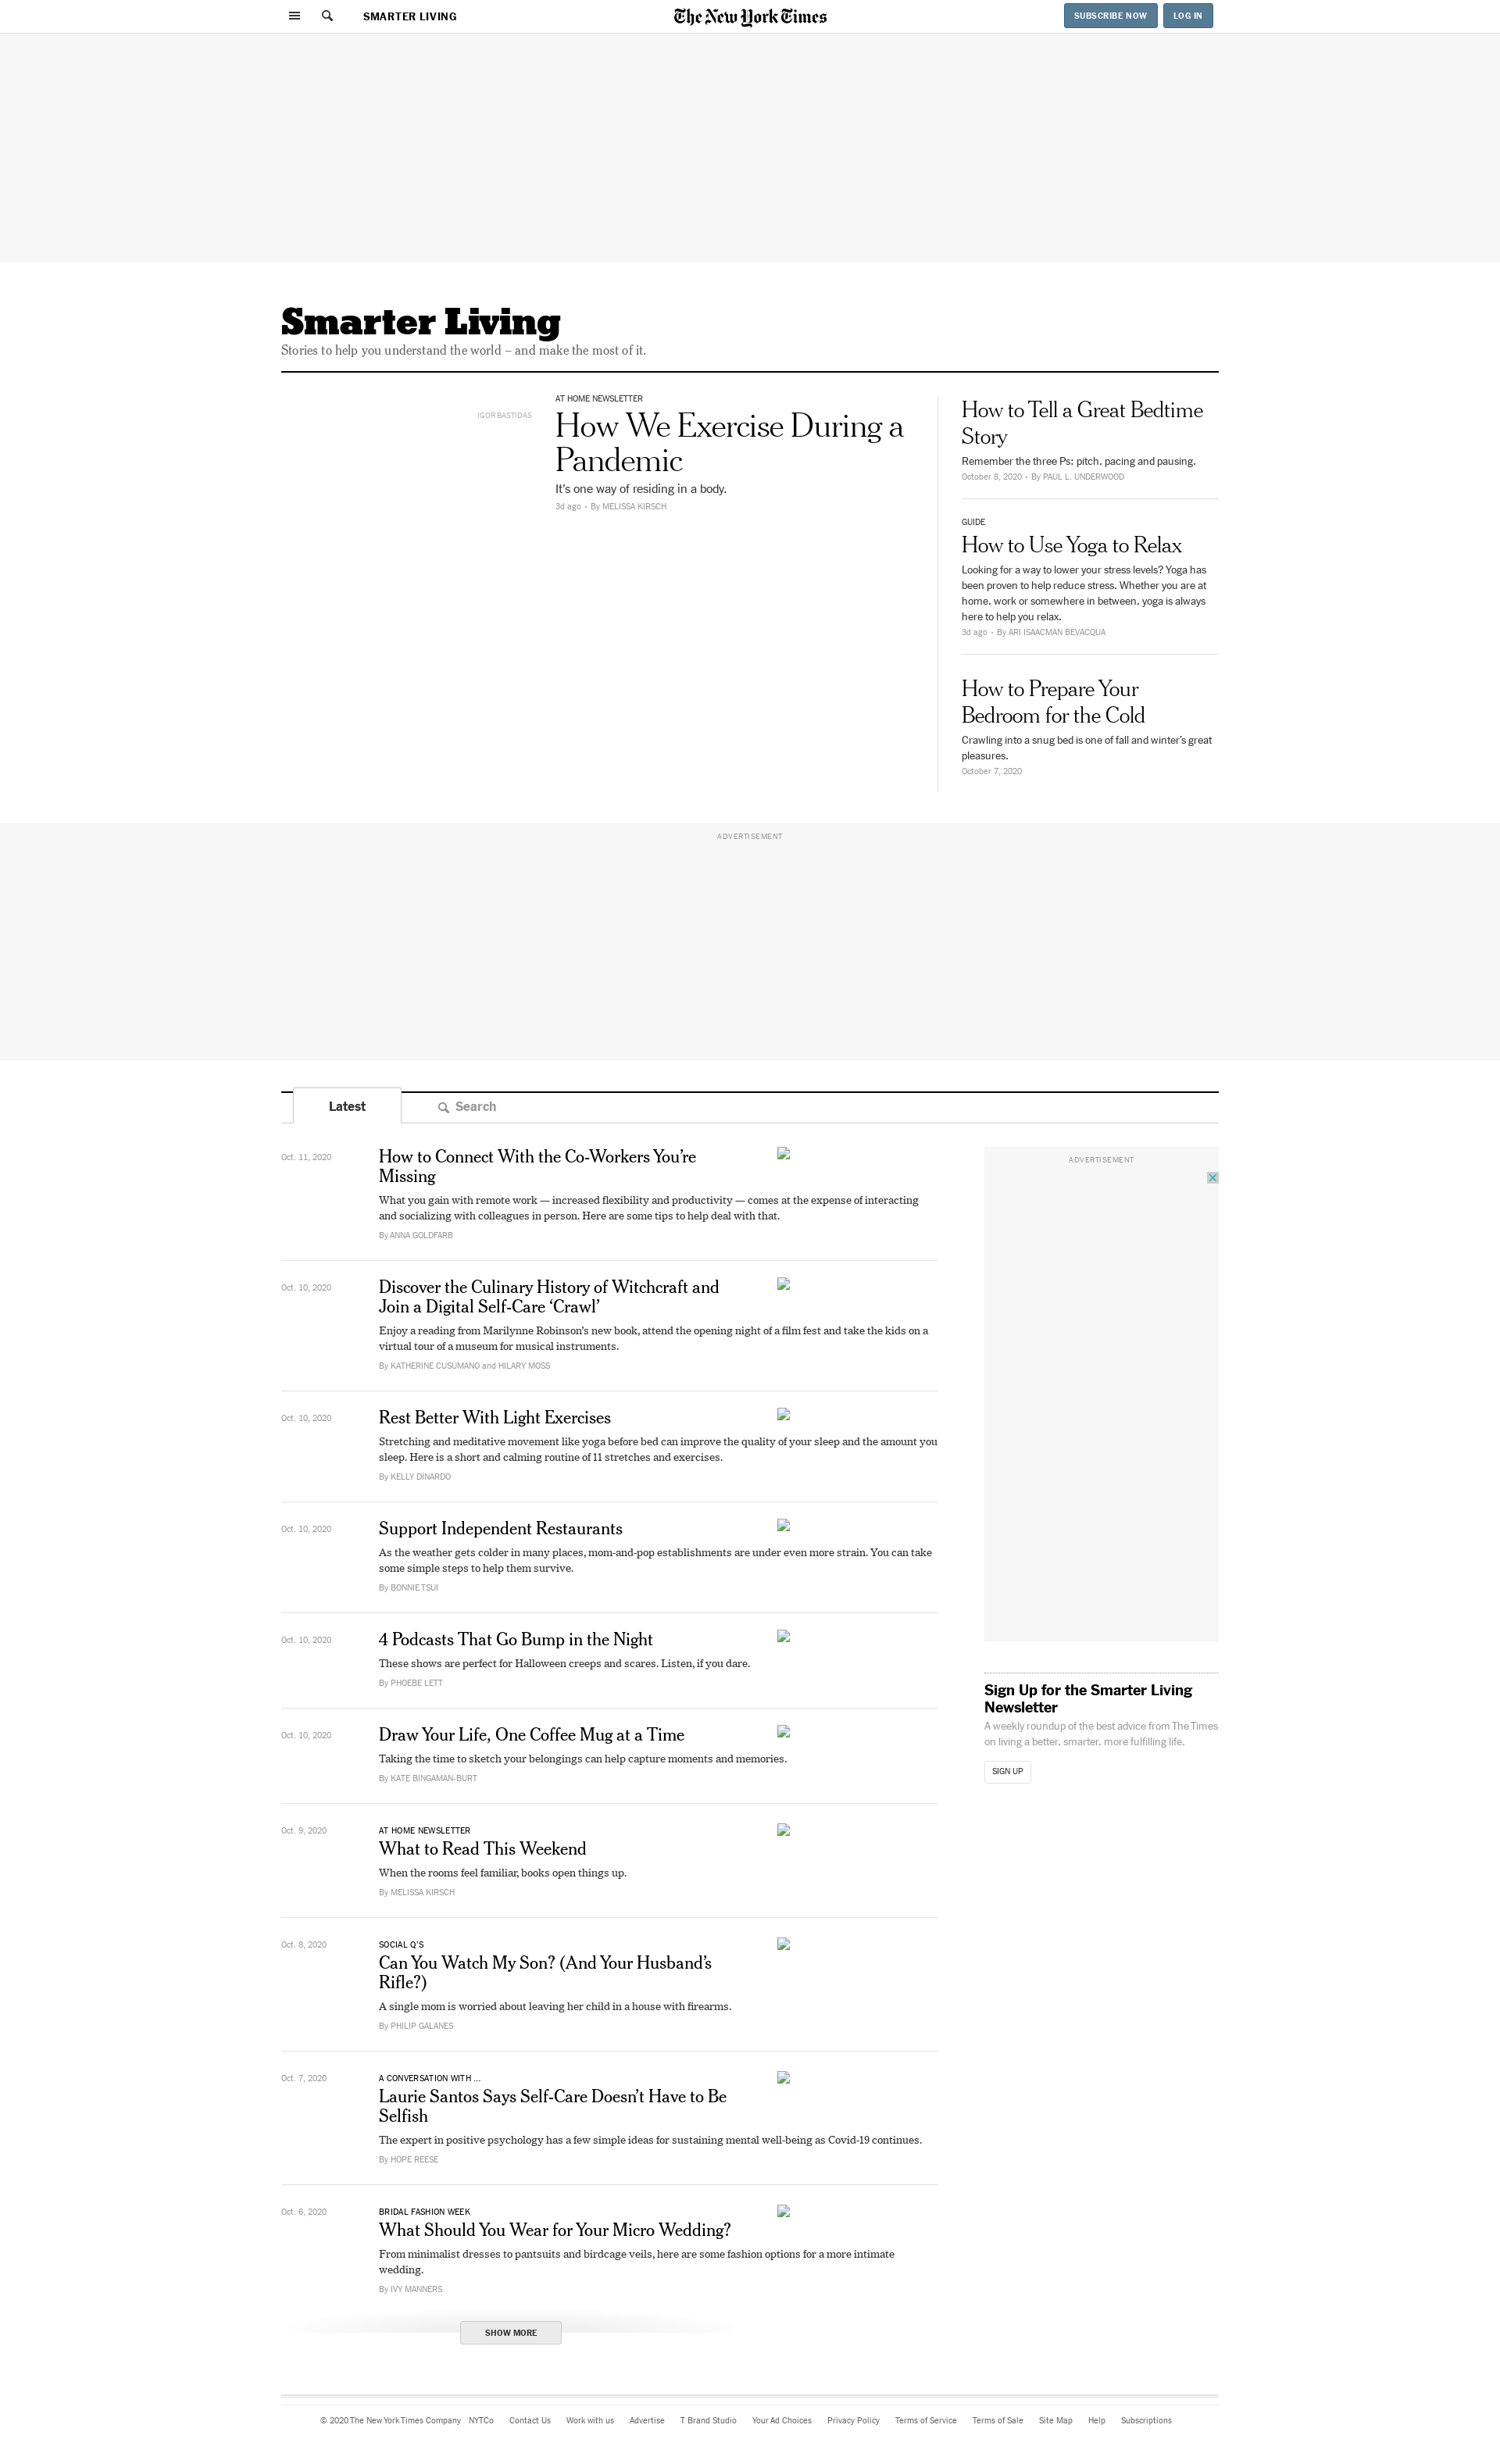 SMARTER LIVING
The New York Times
SUBSCRIBE NOW
LOG IN
Smarter Living
Stories to help you understand the world – and make the most of it.
IGOR BASTIDAS
AT HOME NEWSLETTER
How We Exercise During a
Pandemic
It's one way of residing in a body.
3d ago • By MELISSA KIRSCH
How to Tell a Great Bedtime
Story
Remember the three Ps: pitch, pacing and pausing.
October 8, 2020 • By PAUL L. UNDERWOOD
GUIDE
How to Use Yoga to Relax
Looking for a way to lower your stress levels? Yoga has
been proven to help reduce stress. Whether you are at
home, work or somewhere in between, yoga is always
here to help you relax.
3d ago • By ARI ISAACMAN BEVACQUA
How to Prepare Your
Bedroom for the Cold
Crawling into a snug bed is one of fall and winter's great
pleasures.
October 7, 2020
ADVERTISEMENT
Latest
Search
Oct. 11, 2020
How to Connect With the Co-Workers You're
Missing
What you gain with remote work — increased flexibility and productivity — comes at the expense of interacting
and socializing with colleagues in person. Here are some tips to help deal with that.
By ANNA GOLDFARB
Oct. 10, 2020
Discover the Culinary History of Witchcraft and
Join a Digital Self-Care 'Crawl'
Enjoy a reading from Marilynne Robinson's new book, attend the opening night of a film fest and take the kids on a
virtual tour of a museum for musical instruments.
By KATHERINE CUSUMANO and HILARY MOSS
Oct. 10, 2020
Rest Better With Light Exercises
Stretching and meditative movement like yoga before bed can improve the quality of your sleep and the amount you
sleep. Here is a short and calming routine of 11 stretches and exercises.
By KELLY DINARDO
Oct. 10, 2020
Support Independent Restaurants
As the weather gets colder in many places, mom-and-pop establishments are under even more strain. You can take
some simple steps to help them survive.
By BONNIE TSUI
Oct. 10, 2020
4 Podcasts That Go Bump in the Night
These shows are perfect for Halloween creeps and scares. Listen, if you dare.
By PHOEBE LETT
Oct. 10, 2020
Draw Your Life, One Coffee Mug at a Time
Taking the time to sketch your belongings can help capture moments and memories.
By KATE BINGAMAN-BURT
Oct. 9, 2020
AT HOME NEWSLETTER
What to Read This Weekend
When the rooms feel familiar, books open things up.
By MELISSA KIRSCH
Oct. 8, 2020
SOCIAL Q'S
Can You Watch My Son? (And Your Husband's
Rifle?)
A single mom is worried about leaving her child in a house with firearms.
By PHILIP GALANES
Oct. 7, 2020
A CONVERSATION WITH ...
Laurie Santos Says Self-Care Doesn't Have to Be
Selfish
The expert in positive psychology has a few simple ideas for sustaining mental well-being as Covid-19 continues.
By HOPE REESE
Oct. 6, 2020
BRIDAL FASHION WEEK
What Should You Wear for Your Micro Wedding?
From minimalist dresses to pantsuits and birdcage veils, here are some fashion options for a more intimate
wedding.
By IVY MANNERS
SHOW MORE
ADVERTISEMENT
Sign Up for the Smarter Living
Newsletter
A weekly roundup of the best advice from The Times
on living a better, smarter, more fulfilling life.
SIGN UP
© 2020 The New York Times Company NYTCo Contact Us Work with us Advertise T Brand Studio Your Ad Choices Privacy Policy Terms of Service Terms of Sale Site Map Help Subscriptions